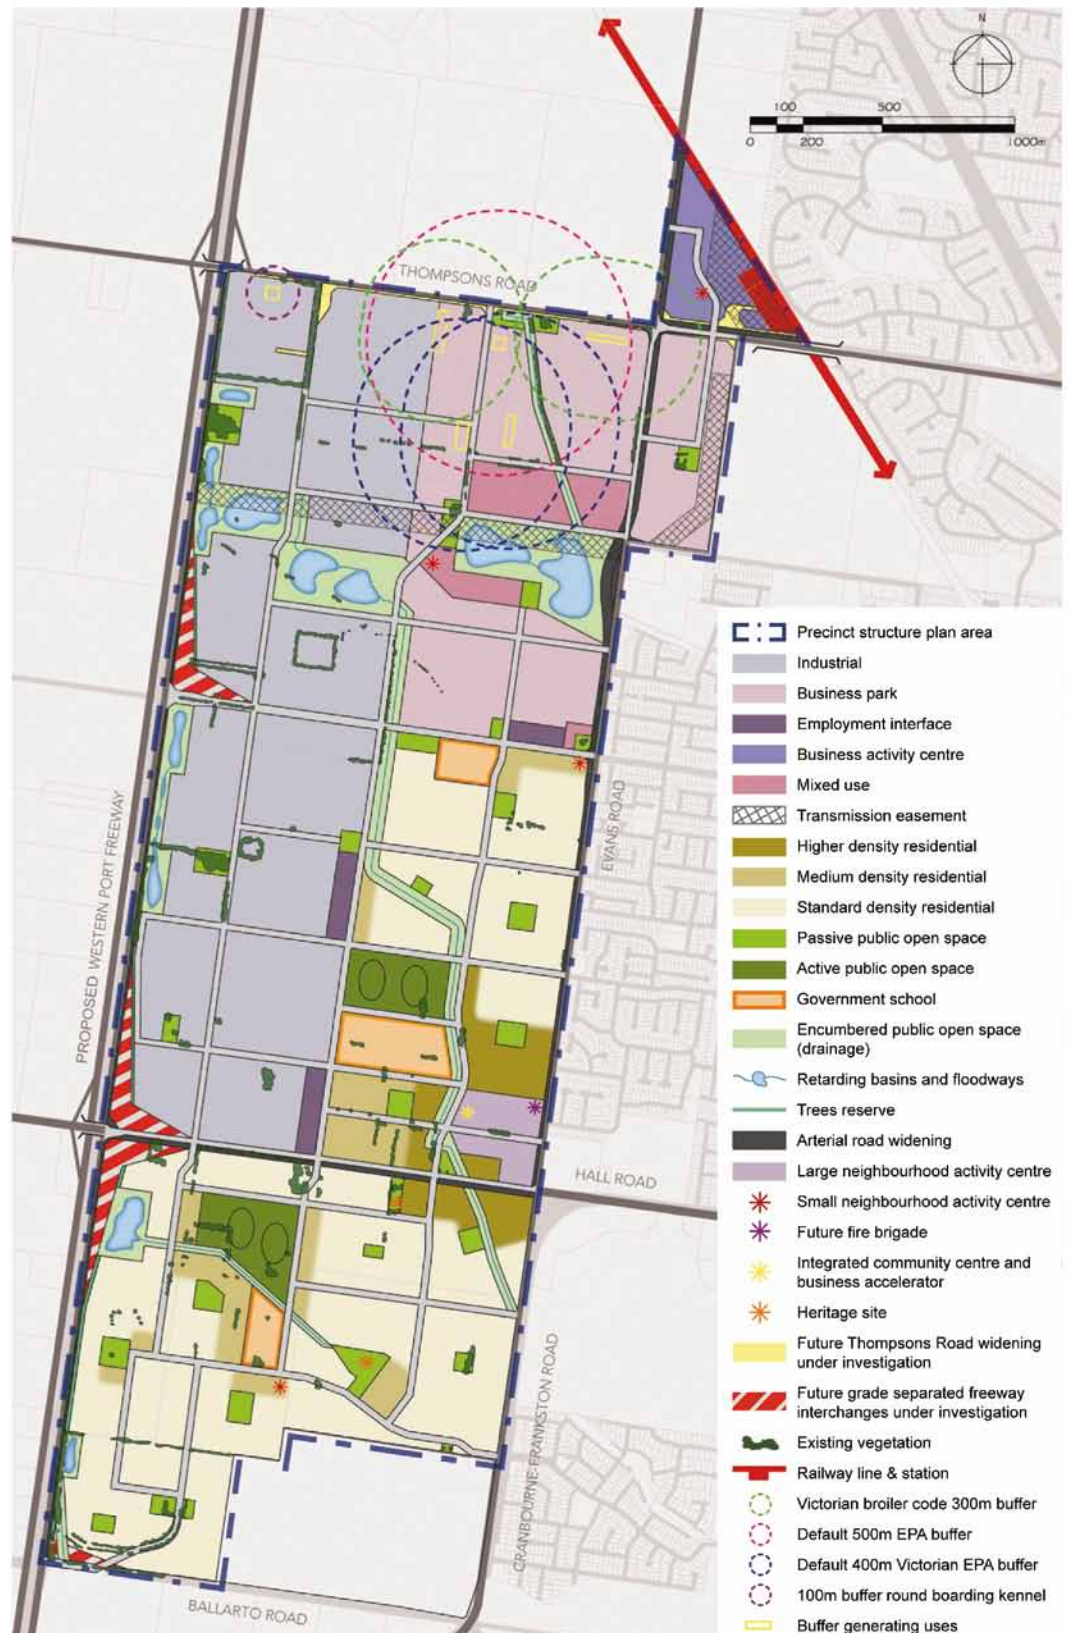 N
100 500
0 200 1000m
THOMPSONS ROAD
PROPOSED WESTERN PORT FREEWAY
EVANS ROAD
HALL ROAD
CRANBOURNE-FRANKSTON ROAD
BALLARTO ROAD
Precinct structure plan area
Industrial
Business park
Employment interface
Business activity centre
Mixed use
Transmission easement
Higher density residential
Medium density residential
Standard density residential
Passive public open space
Active public open space
Government school
Encumbered public open space
(drainage)
Retarding basins and floodways
Trees reserve
Arterial road widening
Large neighbourhood activity centre
Small neighbourhood activity centre
Future fire brigade
Integrated community centre and
business accelerator
Heritage site
Future Thompsons Road widening
under investigation
Future grade separated freeway
interchanges under investigation
Existing vegetation
Railway line & station
Victorian broiler code 300m buffer
Default 500m EPA buffer
Default 400m Victorian EPA buffer
100m buffer round boarding kennel
Buffer generating uses